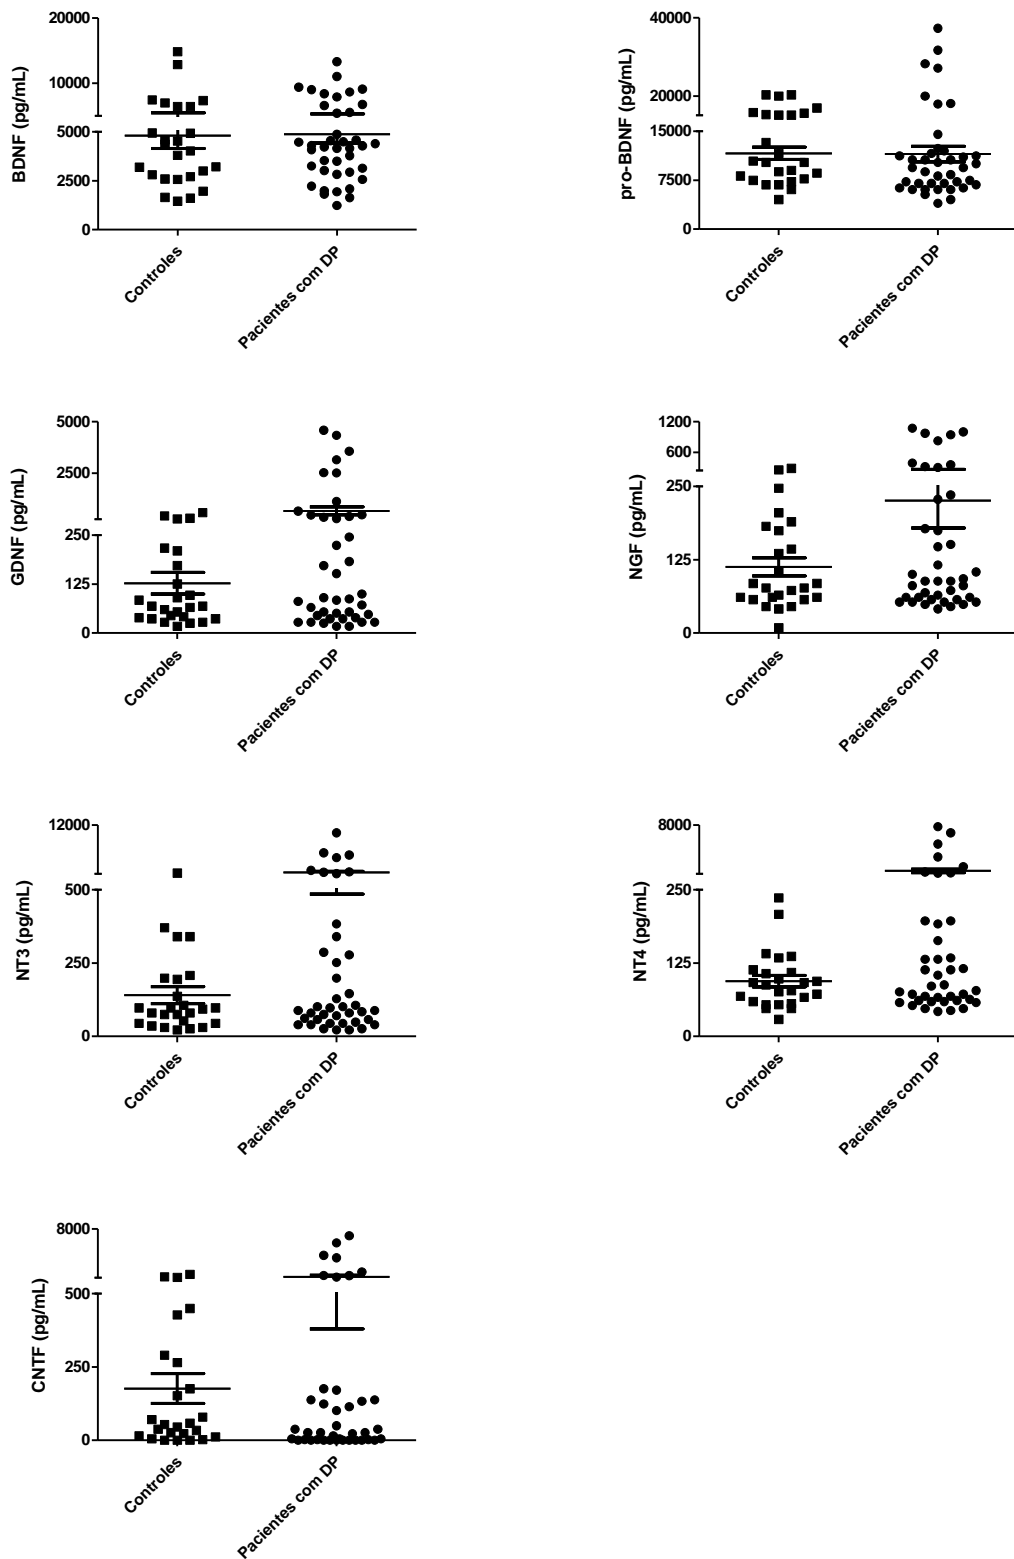 20000
10000
5000
2500
0
BDNF (pg/mL)
Controles
Pacientes com DP
40000
20000
15000
7500
0
pro-BDNF (pg/mL)
Controles
Pacientes com DP
5000
2500
250
125
0
GDNF (pg/mL)
Controles
Pacientes com DP
1200
600
250
125
0
NGF (pg/mL)
Controles
Pacientes com DP
12000
500
250
0
NT3 (pg/mL)
Controles
Pacientes com DP
8000
250
125
0
NT4 (pg/mL)
Controles
Pacientes com DP
8000
500
250
0
CNTF (pg/mL)
Controles
Pacientes com DP